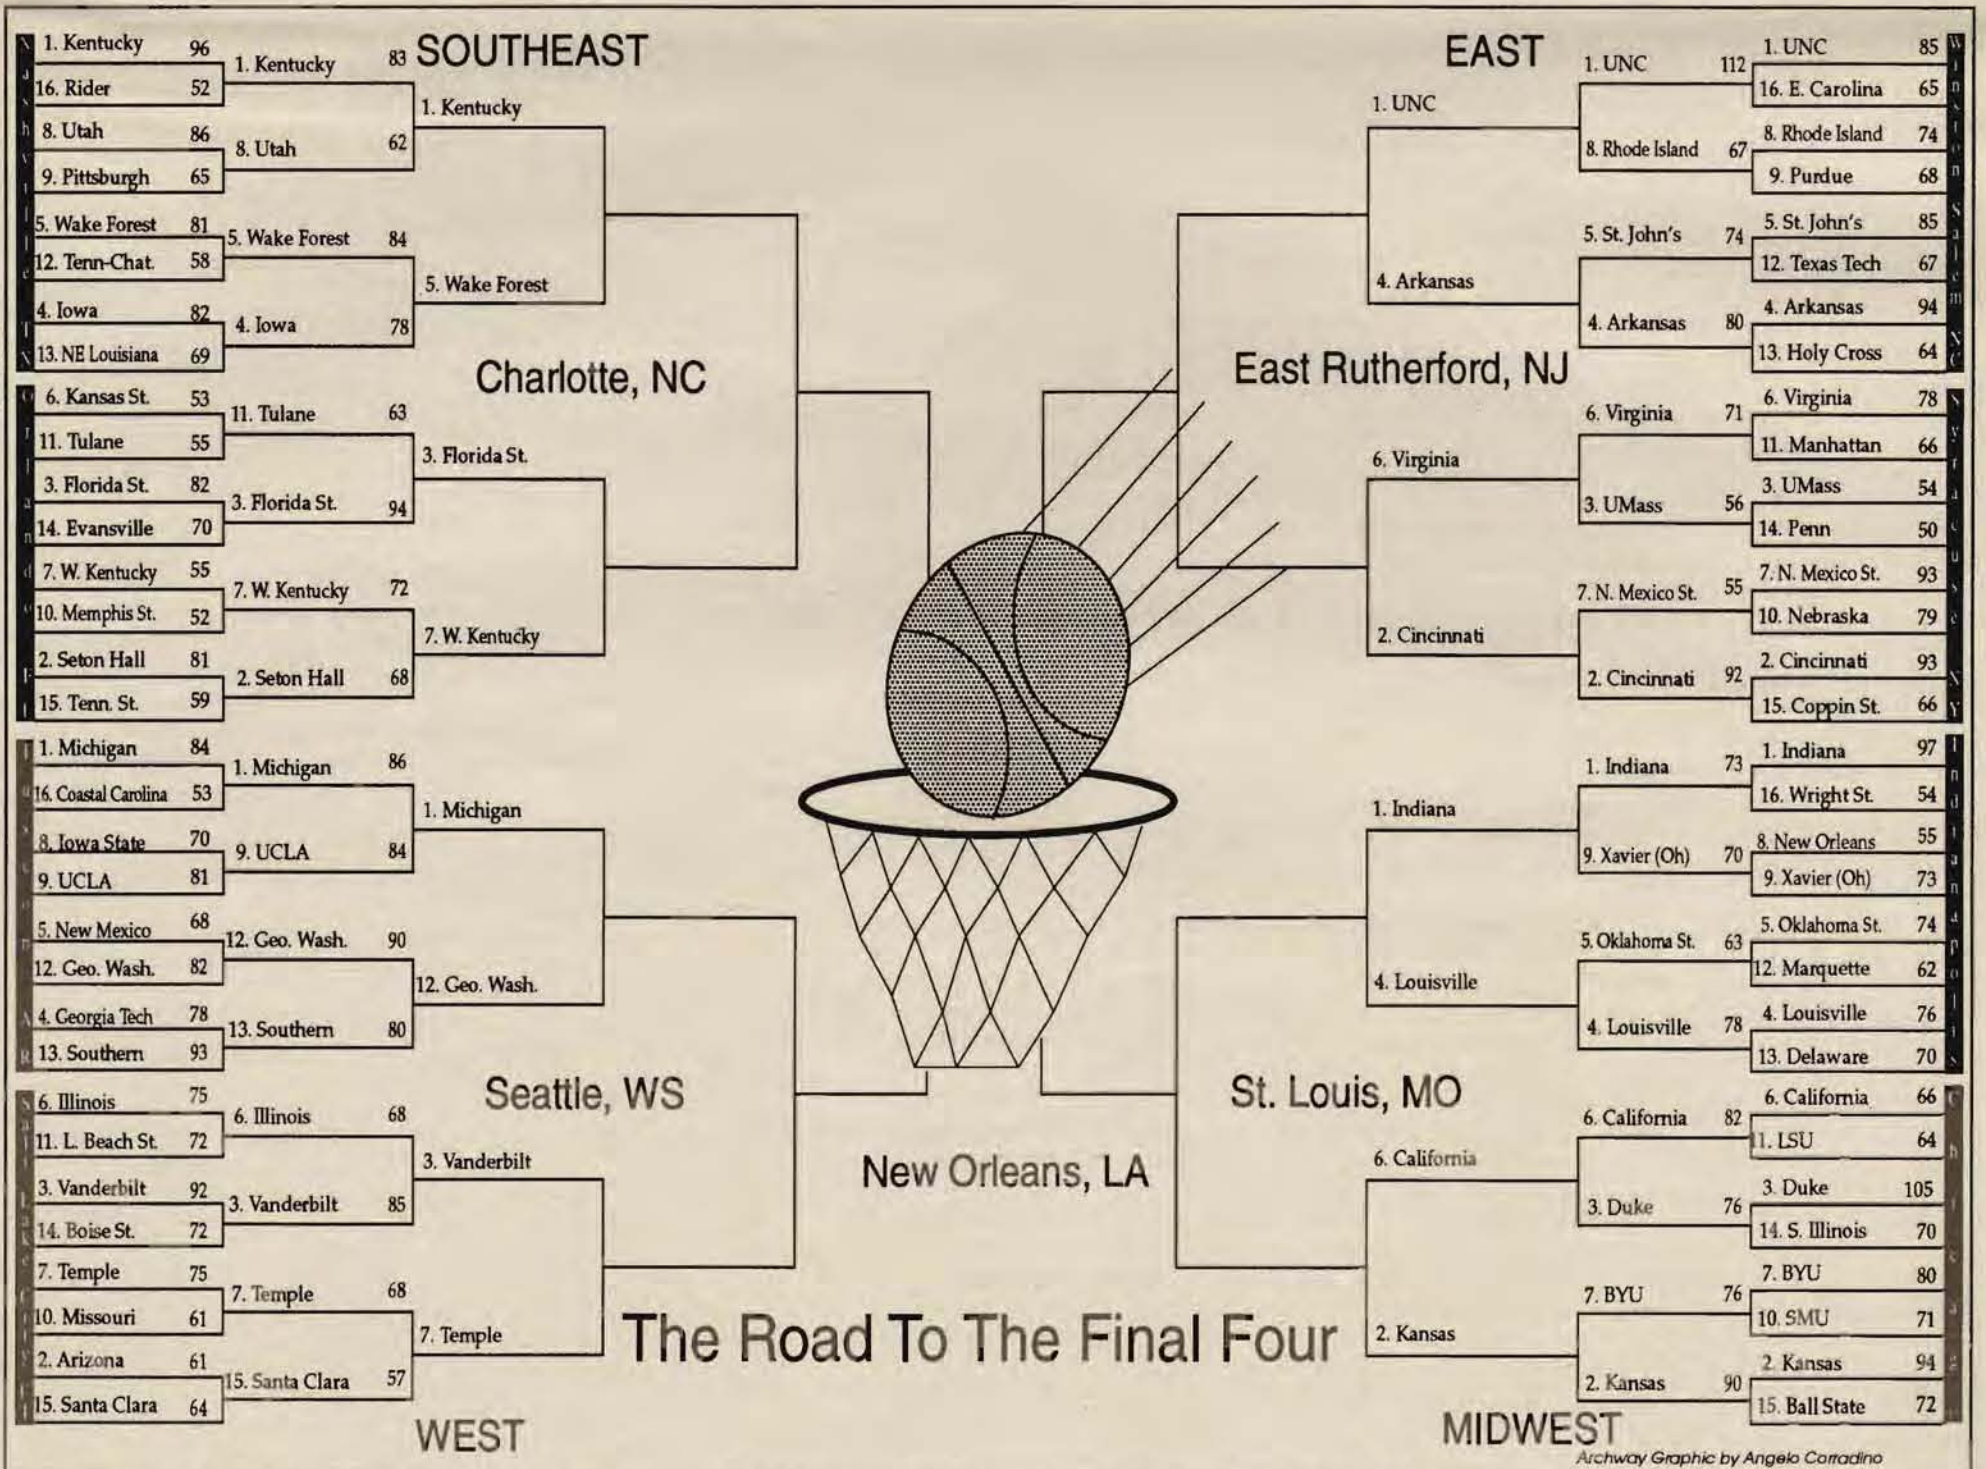 SOUTHEAST
1. Kentucky 96
16. Rider 52
8. Utah 86
9. Pittsburgh 65
5. Wake Forest 81
12. Tenn-Chat. 58
4. Iowa 82
13. NE Louisiana 69
6. Kansas St. 53
11. Tulane 55
3. Florida St. 82
14. Evansville 70
7. W. Kentucky 55
10. Memphis St. 52
2. Seton Hall 81
15. Tenn. St. 59
1. Kentucky 83
8. Utah 62
5. Wake Forest 84
4. Iowa 78
11. Tulane 63
3. Florida St. 94
7. W. Kentucky 72
2. Seton Hall 68
1. Kentucky
5. Wake Forest
3. Florida St.
7. W. Kentucky
Charlotte, NC
1. Michigan 84
16. Coastal Carolina 53
8. Iowa State 70
9. UCLA 81
5. New Mexico 68
12. Geo. Wash. 82
4. Georgia Tech 78
13. Southern 93
6. Illinois 75
11. L. Beach St. 72
3. Vanderbilt 92
14. Boise St. 72
7. Temple 75
10. Missouri 61
2. Arizona 61
15. Santa Clara 64
1. Michigan 86
9. UCLA 84
12. Geo. Wash. 90
13. Southern 80
6. Illinois 68
3. Vanderbilt 85
7. Temple 68
15. Santa Clara 57
1. Michigan
12. Geo. Wash.
3. Vanderbilt
7. Temple
Seattle, WS
WEST
EAST
1. UNC 85
16. E. Carolina 65
8. Rhode Island 74
9. Purdue 68
5. St. John's 85
12. Texas Tech 67
4. Arkansas 94
13. Holy Cross 64
6. Virginia 78
11. Manhattan 66
3. UMass 54
14. Penn 50
7. N. Mexico St. 93
10. Nebraska 79
2. Cincinnati 93
15. Coppin St. 66
1. UNC 112
8. Rhode Island 67
5. St. John's 74
4. Arkansas 80
6. Virginia 71
3. UMass 56
7. N. Mexico St. 55
2. Cincinnati 92
1. UNC
4. Arkansas
6. Virginia
2. Cincinnati
East Rutherford, NJ
Winston Salem NC
Syracuse NY
1. Indiana 97
16. Wright St. 54
8. New Orleans 55
9. Xavier (Oh) 73
5. Oklahoma St. 74
12. Marquette 62
4. Louisville 76
13. Delaware 70
6. California 66
11. LSU 64
3. Duke 105
14. S. Illinois 70
7. BYU 80
10. SMU 71
2. Kansas 94
15. Ball State 72
1. Indiana 73
9. Xavier (Oh) 70
5. Oklahoma St. 63
4. Louisville 78
6. California 82
3. Duke 76
7. BYU 76
2. Kansas 90
1. Indiana
4. Louisville
6. California
2. Kansas
St. Louis, MO
Indianapolis
New Orleans, LA
The Road To The Final Four
MIDWEST
Archway Graphic by Angelo Corradino